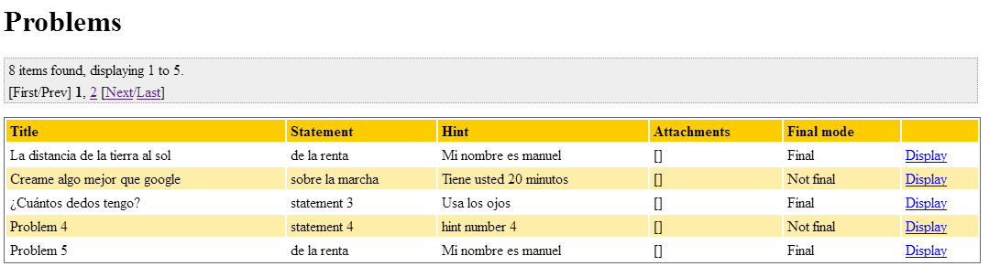 Problems
8 items found, displaying 1 to 5.
[First/Prev] 1, 2 [Next/Last]
Title Statement Hint Attachments Final mode
La distancia de la tierra al sol de la renta Mi nombre es manuel [] Final Display
Creame algo mejor que google sobre la marcha Tiene usted 20 minutos [] Not final Display
¿Cuántos dedos tengo? statement 3 Usa los ojos [] Final Display
Problem 4 statement 4 hint number 4 [] Not final Display
Problem 5 de la renta Mi nombre es manuel [] Final Display